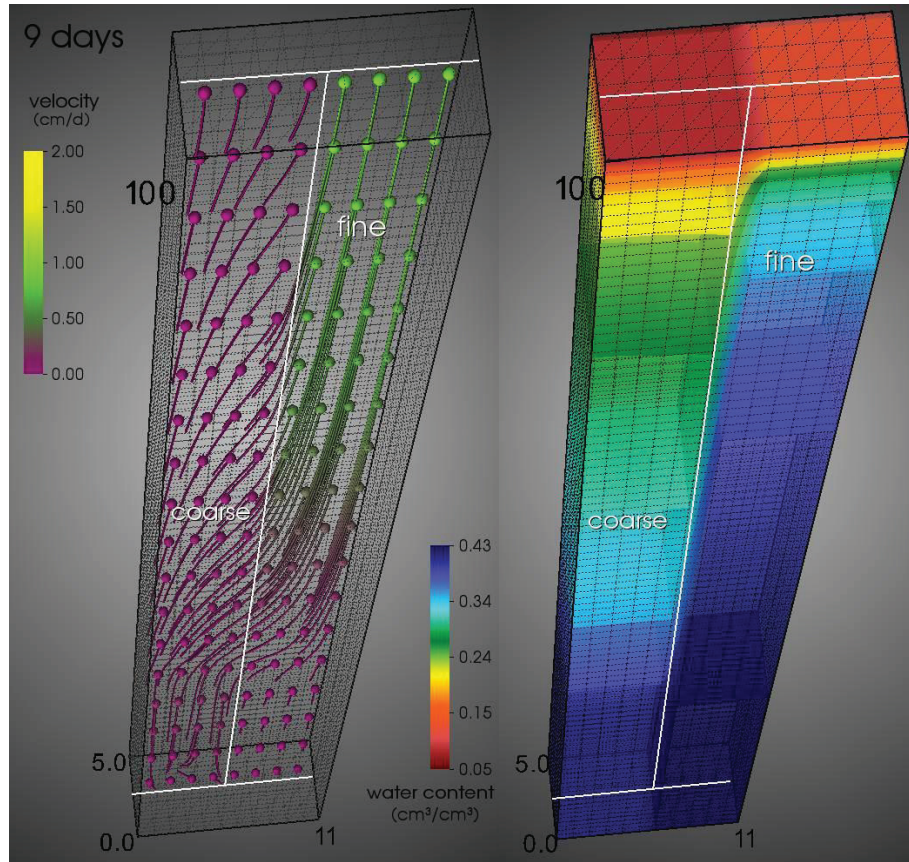 9 days
velocity
(cm/d)
2.00
1.50
1.00
0.50
0.00
100
fine
coarse
5.0
0.0
11
0.43
0.34
0.24
0.15
0.05
water content
(cm³/cm³)
100
fine
coarse
5.0
0.0
11